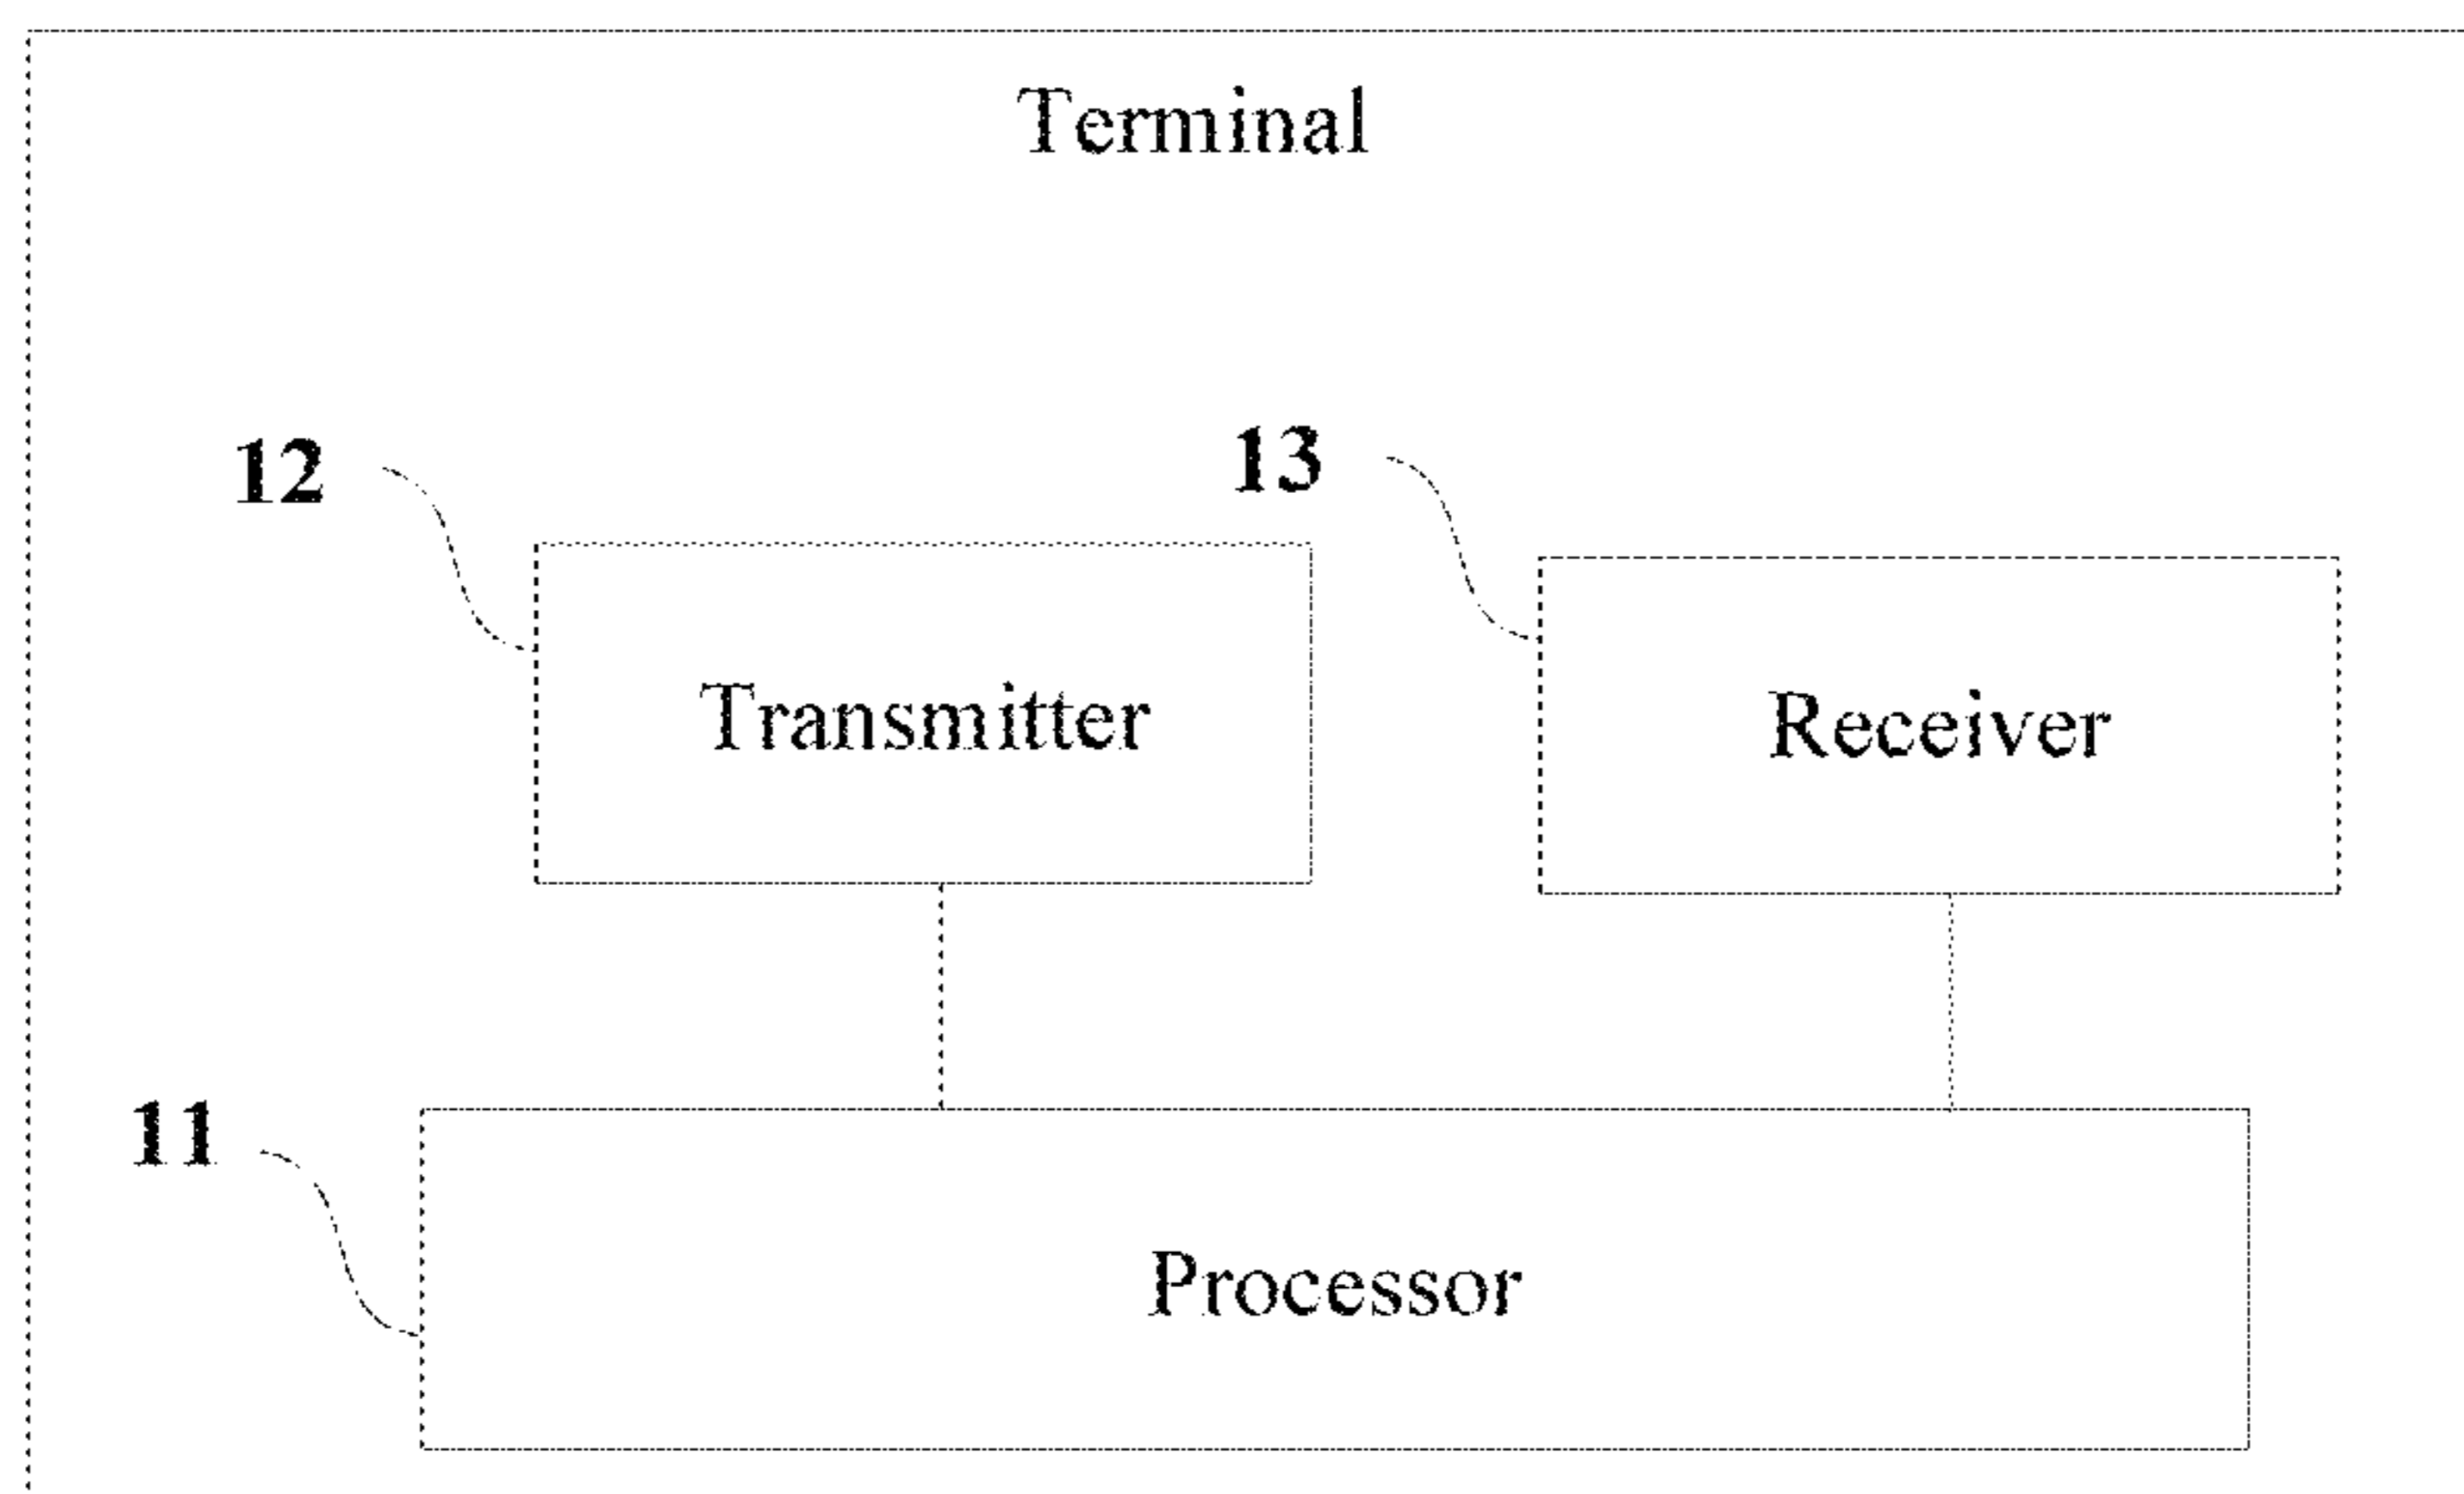 Terminal
12
13
Transmitter
Receiver
11
Processor